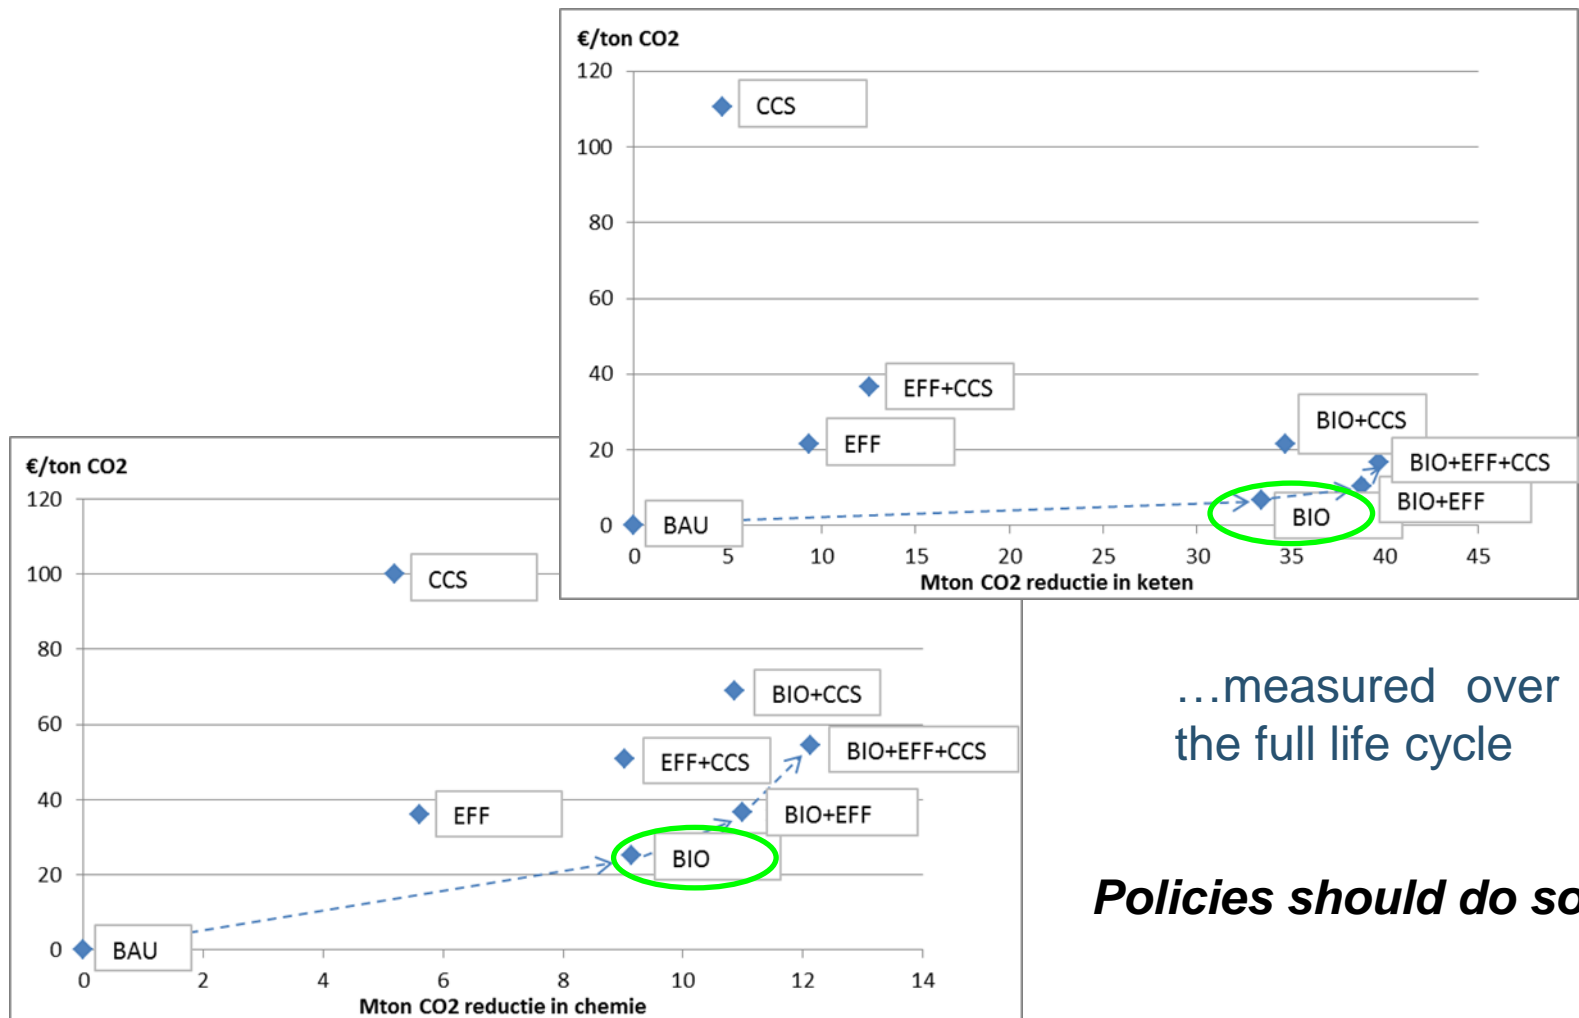 €/ton CO2
120
100
80
60
40
20
0
CCS
EFF+CCS
EFF
BIO+CCS
BIO+EFF+CCS
BIO+EFF
BIO
BAU
0 5 10 15 20 25 30 35 40 45
Mton CO2 reductie in keten
€/ton CO2
120
100
80
60
40
20
0
CCS
BIO+CCS
EFF+CCS
BIO+EFF+CCS
EFF
BIO+EFF
BIO
BAU
0 2 4 6 8 10 12 14
Mton CO2 reductie in chemie
…measured over
the full life cycle
Policies should do so